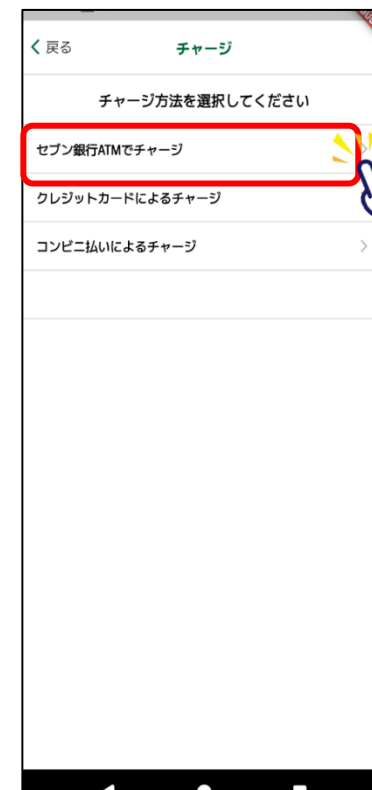 戻る
チャージ
チャージ方法を選択してください
セブン銀行ATMでチャージ
クレジットカードによるチャージ
コンビニ払いによるチャージ